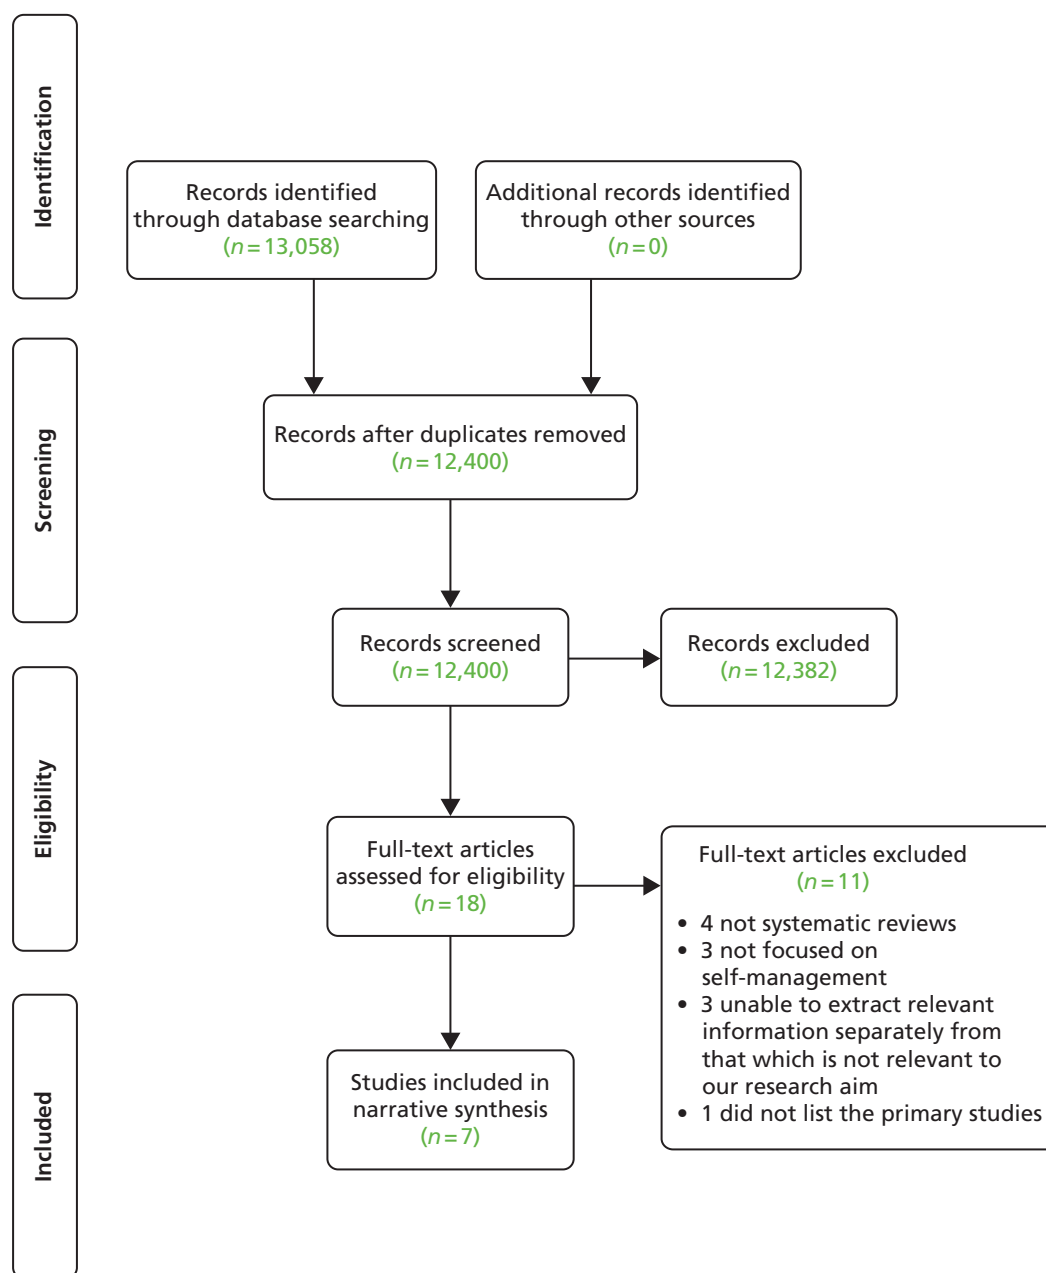 Identification
Records identified
through database searching
(n = 13,058)
Additional records identified
through other sources
(n = 0)
Screening
Records after duplicates removed
(n = 12,400)
Records screened
(n = 12,400)
Records excluded
(n = 12,382)
Eligibility
Full-text articles
assessed for eligibility
(n = 18)
Full-text articles excluded
(n = 11)
• 4 not systematic reviews
• 3 not focused on
self-management
• 3 unable to extract relevant
information separately from
that which is not relevant to
our research aim
• 1 did not list the primary studies
Included
Studies included in
narrative synthesis
(n = 7)